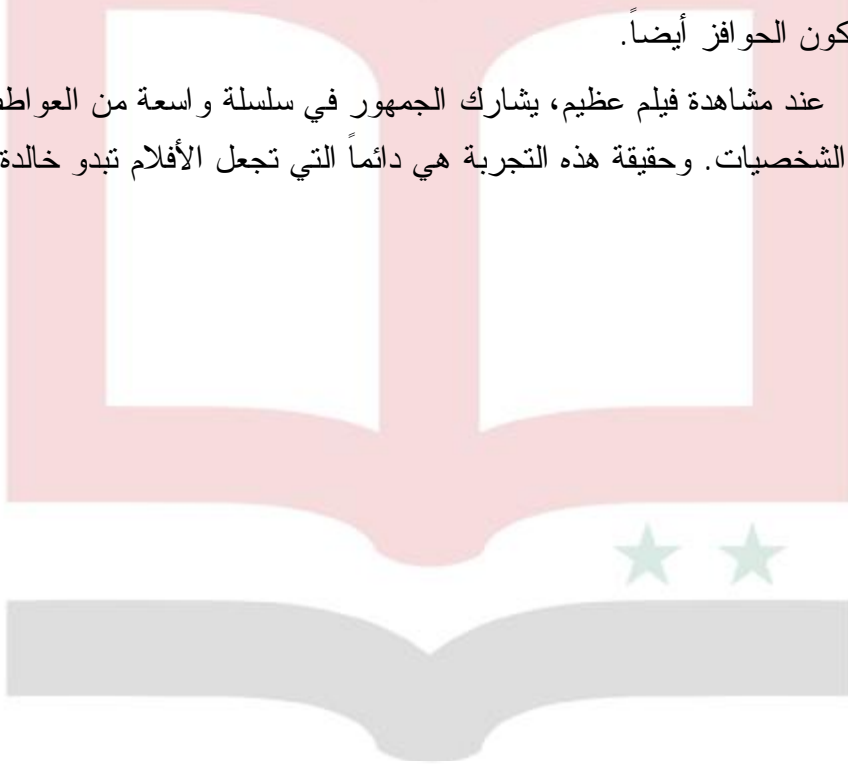 كون الحوافز أيضاً.
عند مشاهدة فيلم عظيم، يشارك الجمهور في سلسلة واسعة من العواطف
الشخصيات. وحقيقة هذه التجربة هي دائماً التي تجعل الأفلام تبدو خالدة